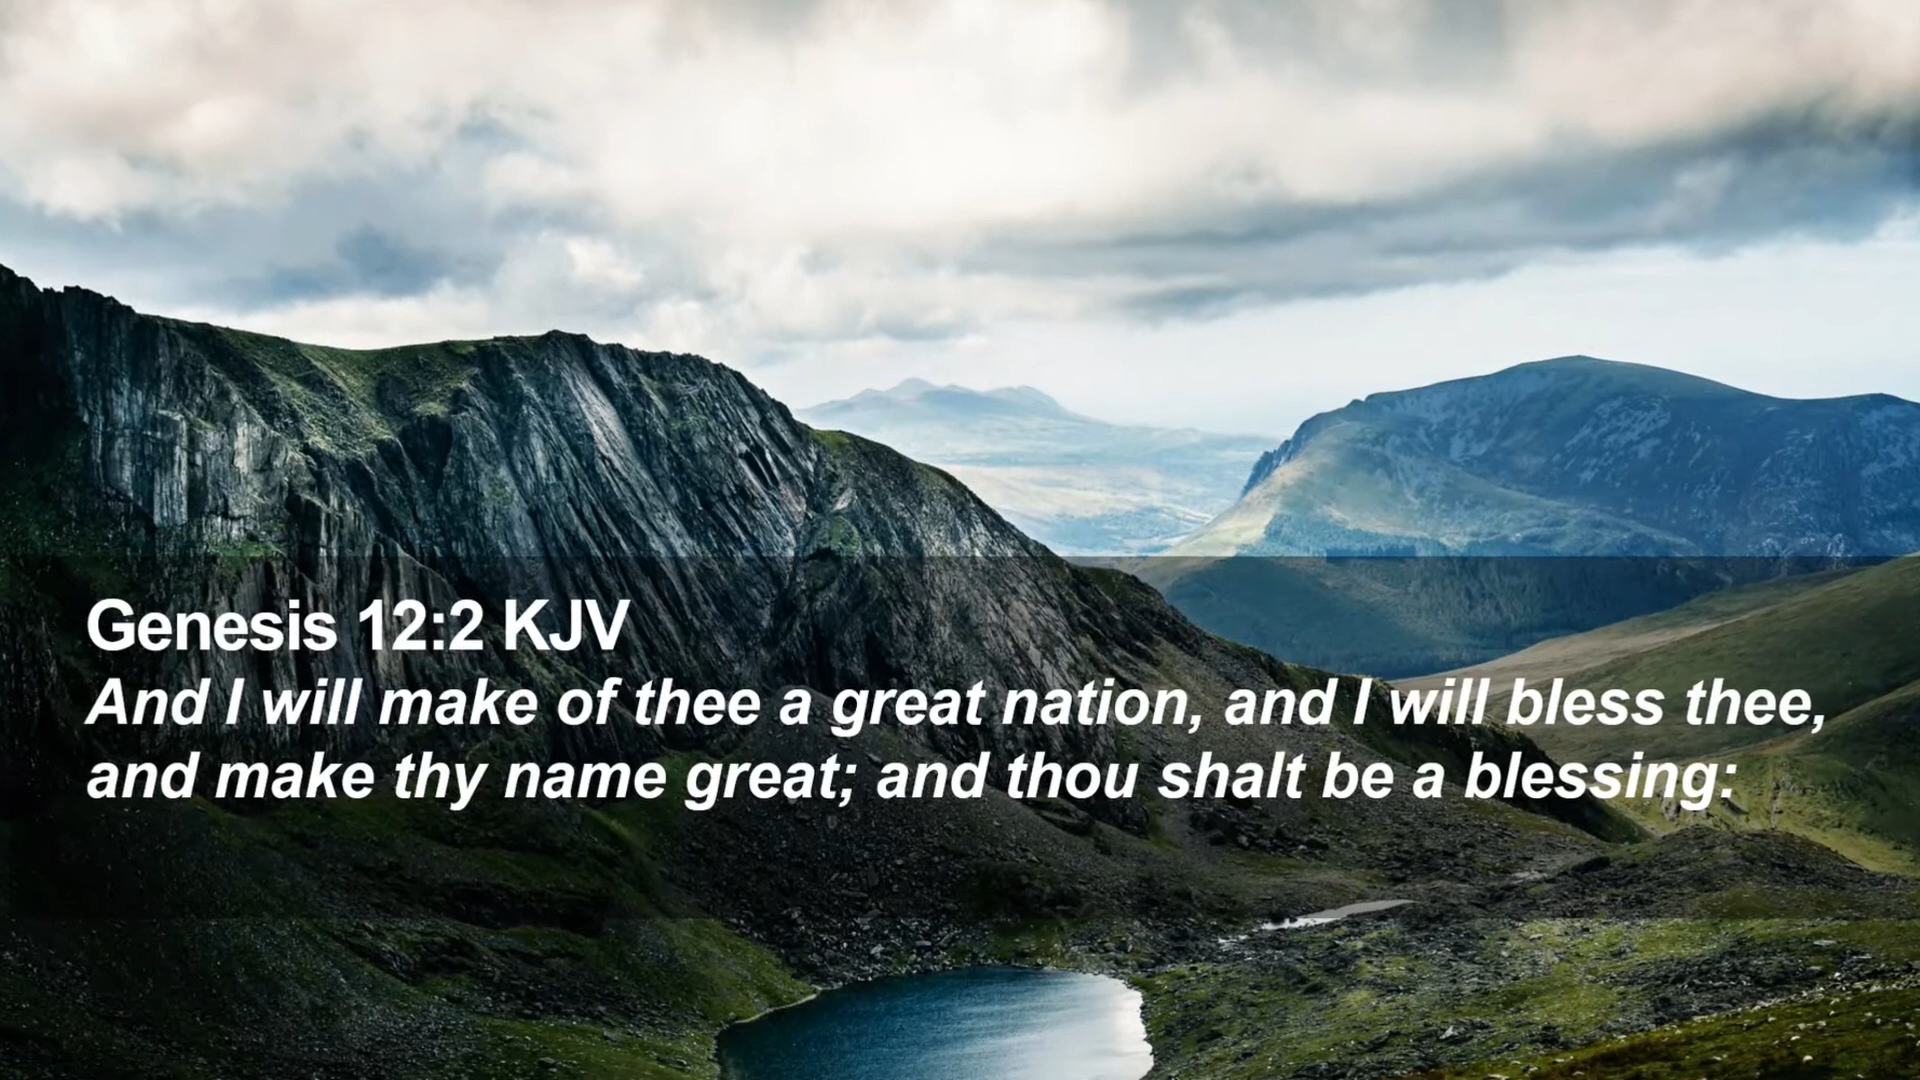 Genesis 12:2 KJV
And I will make of thee a great nation, and I will bless thee,
and make thy name great; and thou shalt be a blessing: